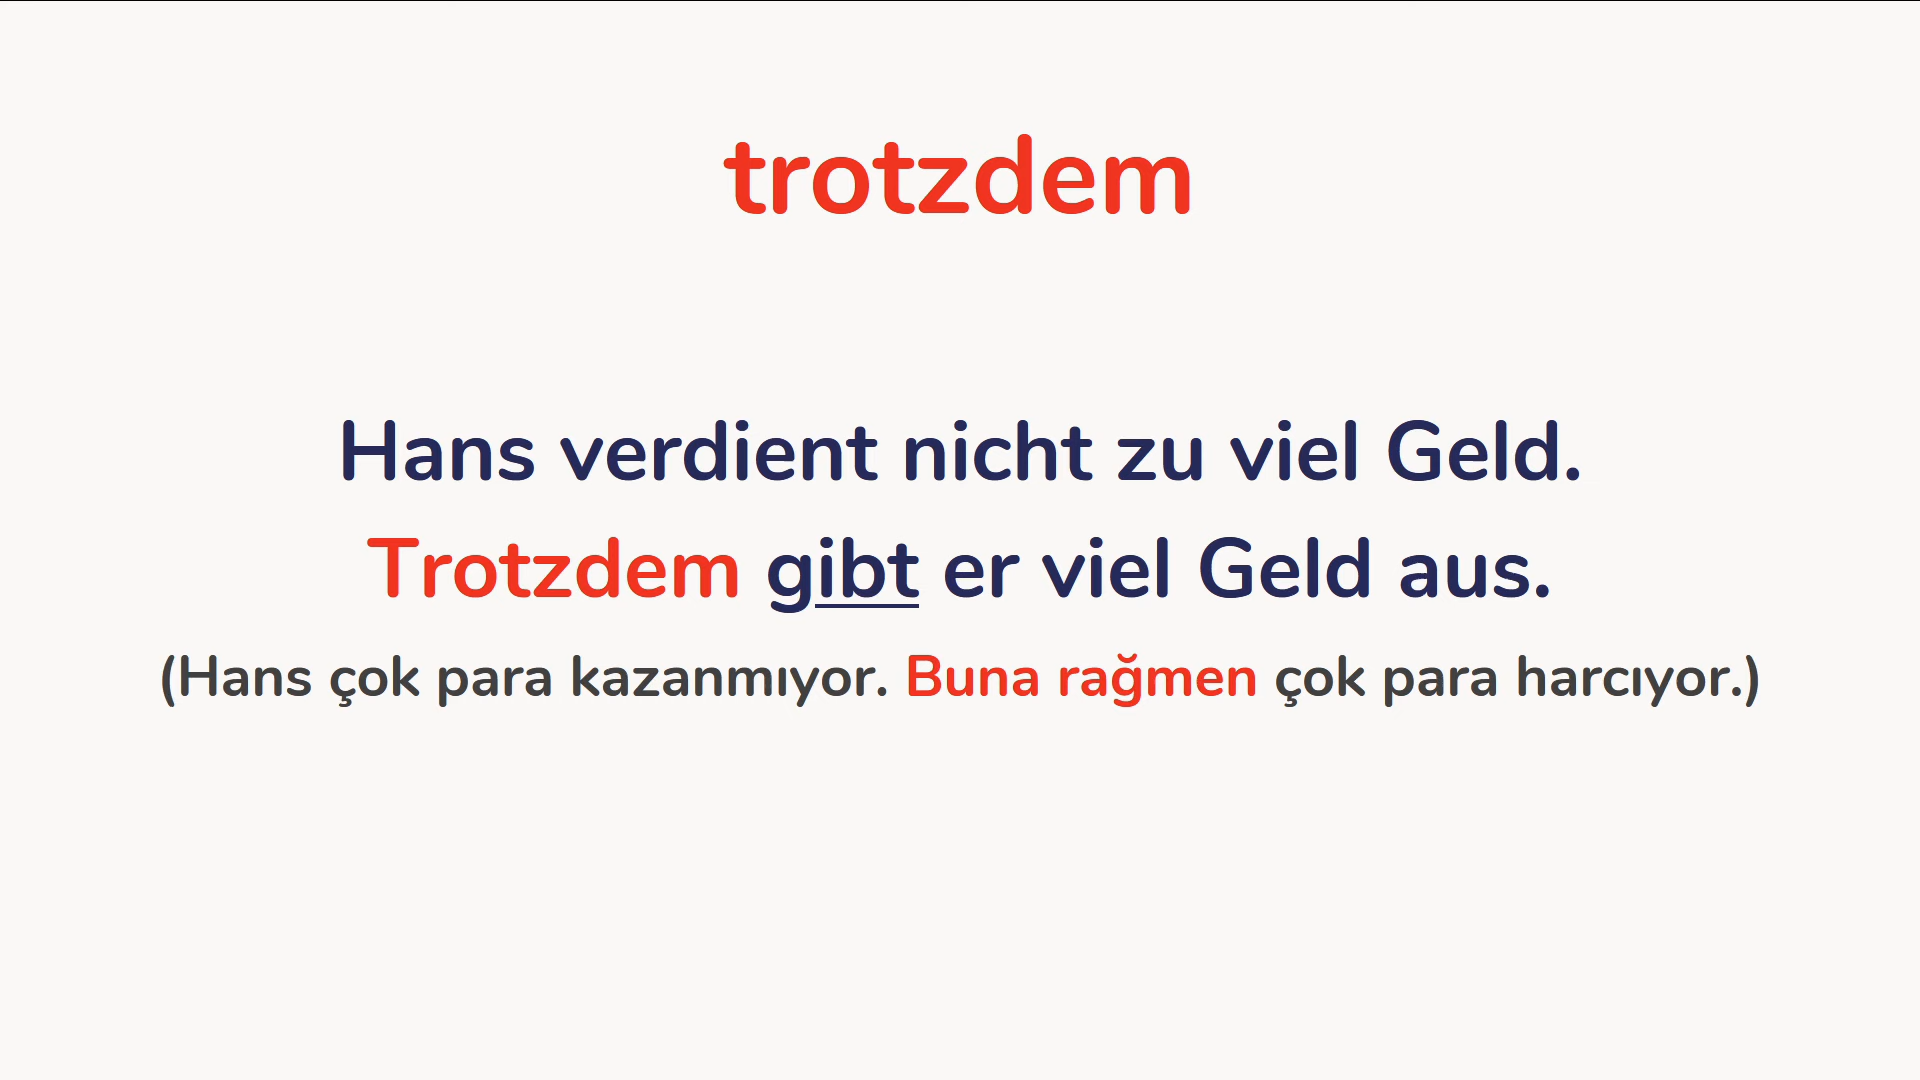 trotzdem
Hans verdient nicht zu viel Geld.
Trotzdem gibt er viel Geld aus.
(Hans çok para kazanmıyor. Buna rağmen çok para harcıyor.)